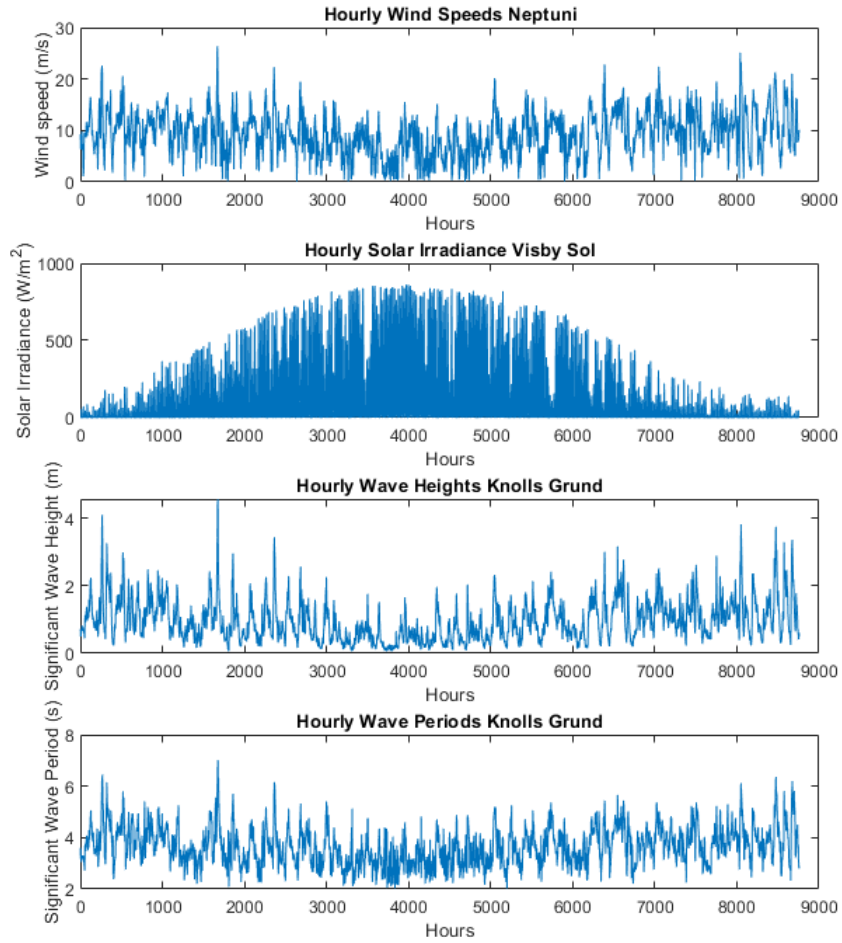 Hourly Wind Speeds Neptuni
Wind speed (m/s)
30
20
10
0
0 1000 2000 3000 4000 5000 6000 7000 8000 9000
Hours
Hourly Solar Irradiance Visby Sol
Solar Irradiance (W/m²)
1000
500
0
0 1000 2000 3000 4000 5000 6000 7000 8000 9000
Hours
Hourly Wave Heights Knolls Grund
Significant Wave Height (m)
4
2
0
0 1000 2000 3000 4000 5000 6000 7000 8000 9000
Hours
Hourly Wave Periods Knolls Grund
Significant Wave Period (s)
8
6
4
2
0 1000 2000 3000 4000 5000 6000 7000 8000 9000
Hours